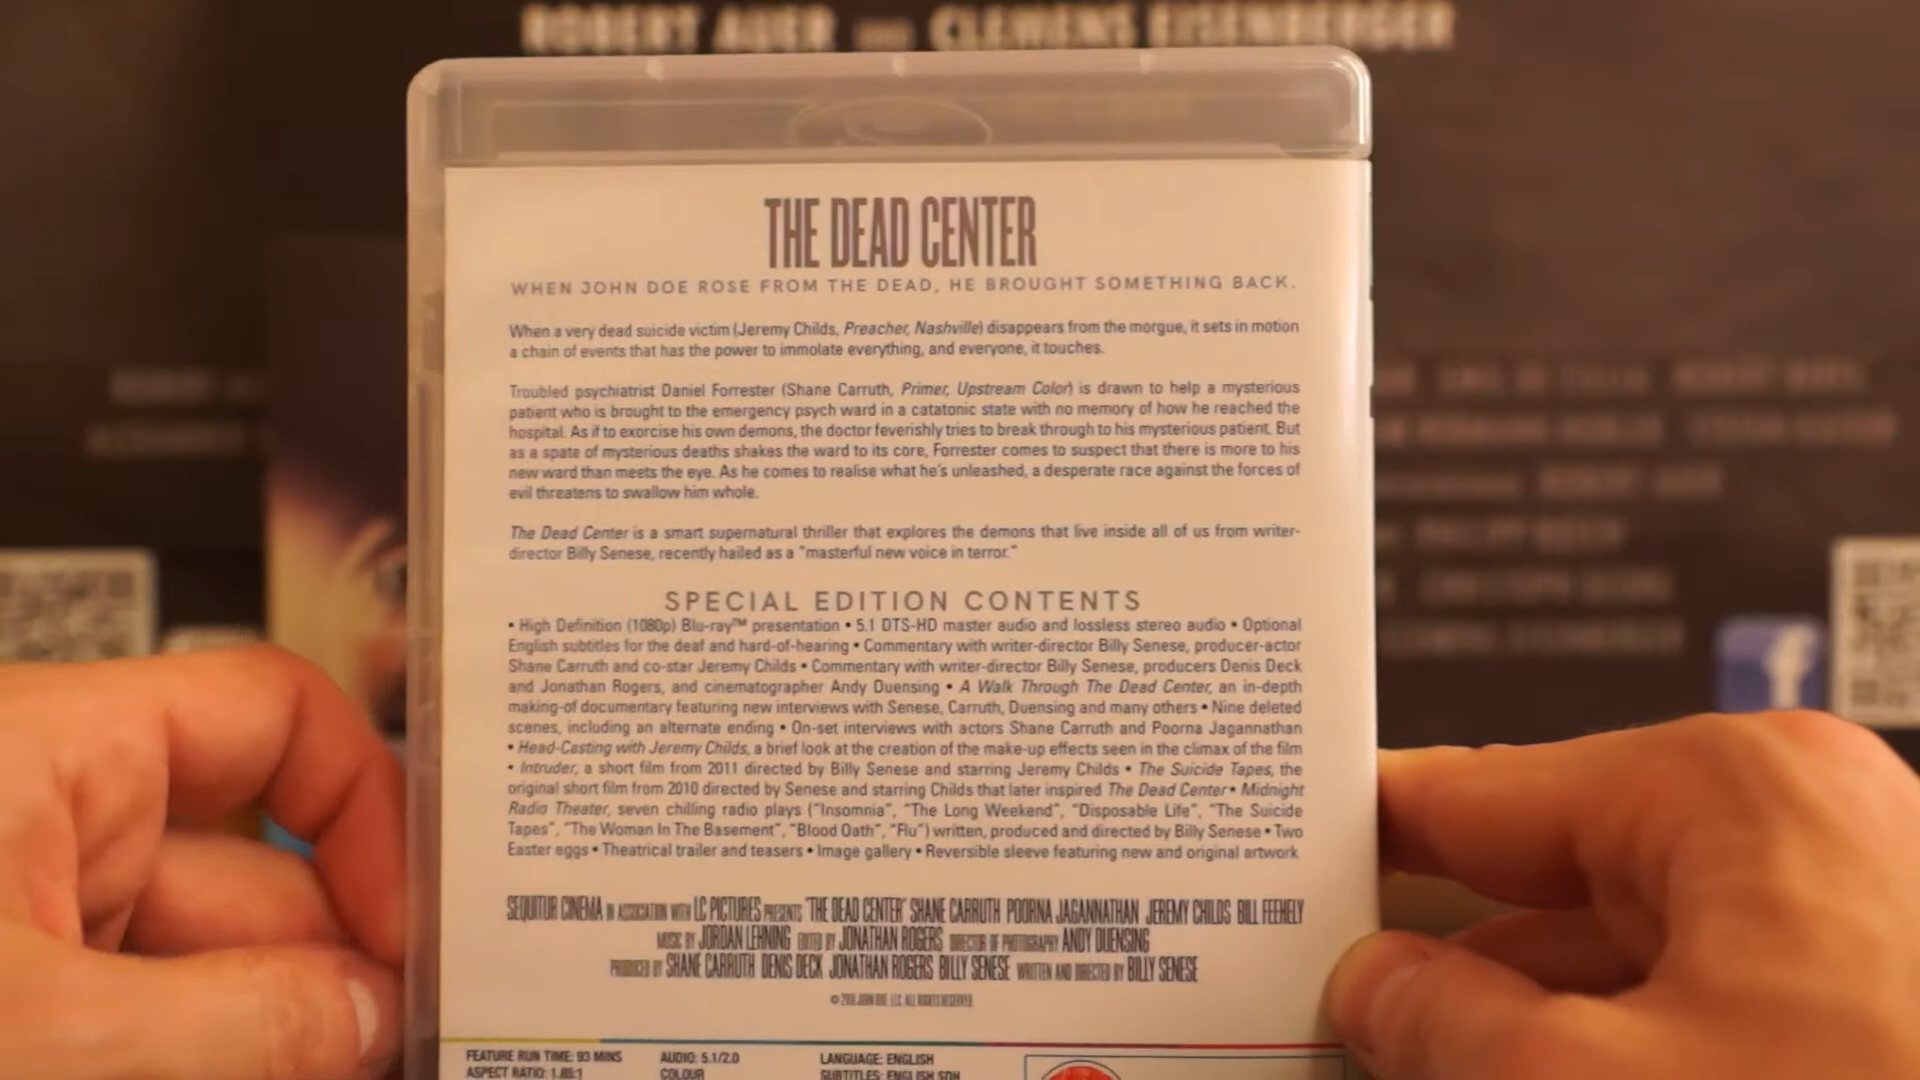 ROBERT AUER AND CLEMENS EISENBERGER
THE DEAD CENTER
WHEN JOHN DOE ROSE FROM THE DEAD, HE BROUGHT SOMETHING BACK.
When a very dead suicide victim (Jeremy Childs, Preacher, Nashville) disappears from the morgue, it sets in motion
a chain of events that has the power to immolate everything, and everyone, it touches.
Troubled psychiatrist Daniel Forrester (Shane Carruth, Primer, Upstream Color) is drawn to help a mysterious
patient who is brought to the emergency psych ward in a catatonic state with no memory of how he reached the
hospital. As if to exorcise his own demons, the doctor feverishly tries to break through to his mysterious patient. But
as a spate of mysterious deaths shakes the ward to its core, Forrester comes to suspect that there is more to his
new ward than meets the eye. As he comes to realise what he's unleashed, a desperate race against the forces of
evil threatens to swallow him whole.
The Dead Center is a smart supernatural thriller that explores the demons that live inside all of us from writer-
director Billy Senese, recently hailed as a "masterful new voice in terror."
SPECIAL EDITION CONTENTS
• High Definition (1080p) Blu-ray™ presentation • 5.1 DTS-HD master audio and lossless stereo audio • Optional
English subtitles for the deaf and hard-of-hearing • Commentary with writer-director Billy Senese, producer-actor
Shane Carruth and co-star Jeremy Childs • Commentary with writer-director Billy Senese, producers Denis Deck
and Jonathan Rogers, and cinematographer Andy Duensing • A Walk Through The Dead Center, an in-depth
making-of documentary featuring new interviews with Senese, Carruth, Duensing and many others • Nine deleted
scenes, including an alternate ending • On-set interviews with actors Shane Carruth and Poorna Jagannathan
• Head-Casting with Jeremy Childs, a brief look at the creation of the make-up effects seen in the climax of the film
• Intruder, a short film from 2011 directed by Billy Senese and starring Jeremy Childs • The Suicide Tapes, the
original short film from 2010 directed by Senese and starring Childs that later inspired The Dead Center • Midnight
Radio Theater, seven chilling radio plays ("Insomnia", "The Long Weekend", "Disposable Life", "The Suicide
Tapes", "The Woman In The Basement", "Blood Oath", "Flu") written, produced and directed by Billy Senese • Two
Easter eggs • Theatrical trailer and teasers • Image gallery • Reversible sleeve featuring new and original artwork
SEQUITUR CINEMA IN ASSOCIATION WITH LC PICTURES PRESENTS "THE DEAD CENTER" SHANE CARRUTH POORNA JAGANNATHAN JEREMY CHILDS BILL FEEHELY
MUSIC BY JORDAN LEHNING EDITED BY JONATHAN ROGERS DIRECTOR OF PHOTOGRAPHY ANDY DUENSING
PRODUCED BY SHANE CARRUTH DENIS DECK JONATHAN ROGERS BILLY SENESE WRITTEN AND DIRECTED BY BILLY SENESE
© 2018 JOHN DOE, LLC. ALL RIGHTS RESERVED
FEATURE RUN TIME: 93 MINS AUDIO: 5.1/2.0 LANGUAGE: ENGLISH
ASPECT RATIO: 1.85:1 COLOUR SUBTITLES: ENGLISH SDH